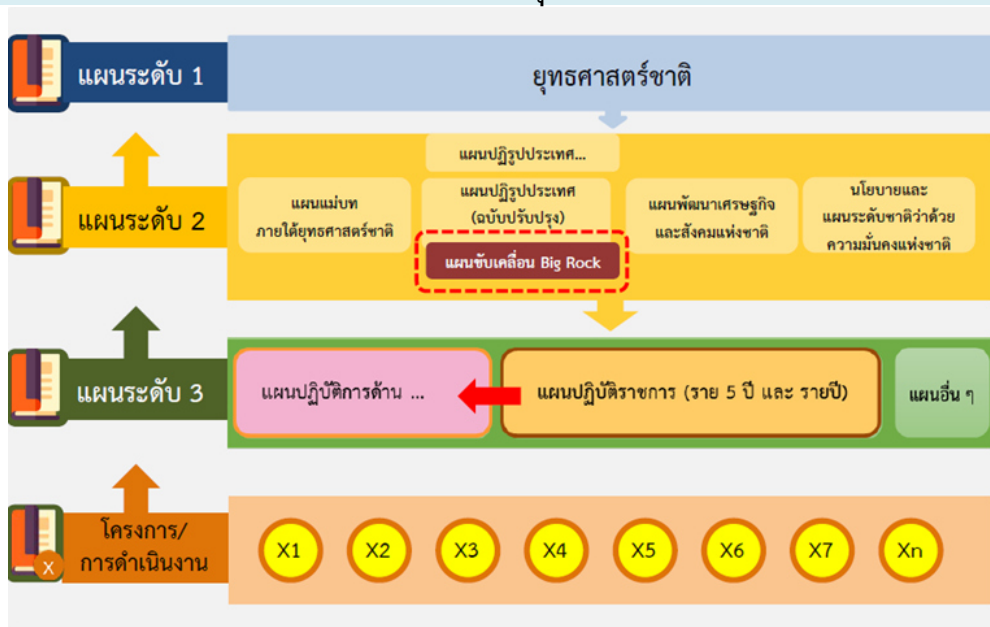 แผนระดับ 1
ยุทธศาสตร์ชาติ
แผนระดับ 2
แผนแม่บท
ภายใต้ยุทธศาสตร์ชาติ
แผนปฏิรูปประเทศ...
แผนปฏิรูปประเทศ
(ฉบับปรับปรุง)
แผนขับเคลื่อน Big Rock
แผนพัฒนาเศรษฐกิจ
และสังคมแห่งชาติ
นโยบายและ
แผนระดับชาติว่าด้วย
ความมั่นคงแห่งชาติ
แผนระดับ 3
แผนปฏิบัติการด้าน ...
แผนปฏิบัติราชการ (ราย 5 ปี และ รายปี)
แผนอื่น ๆ
X
โครงการ/
การดำเนินงาน
X1
X2
X3
X4
X5
X6
X7
Xn